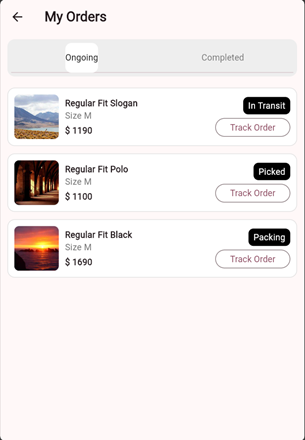 My Orders
Ongoing
Completed
Regular Fit Slogan
Size M
$ 1190
In Transit
Track Order
Regular Fit Polo
Size M
$ 1100
Picked
Track Order
Regular Fit Black
Size M
$ 1690
Packing
Track Order